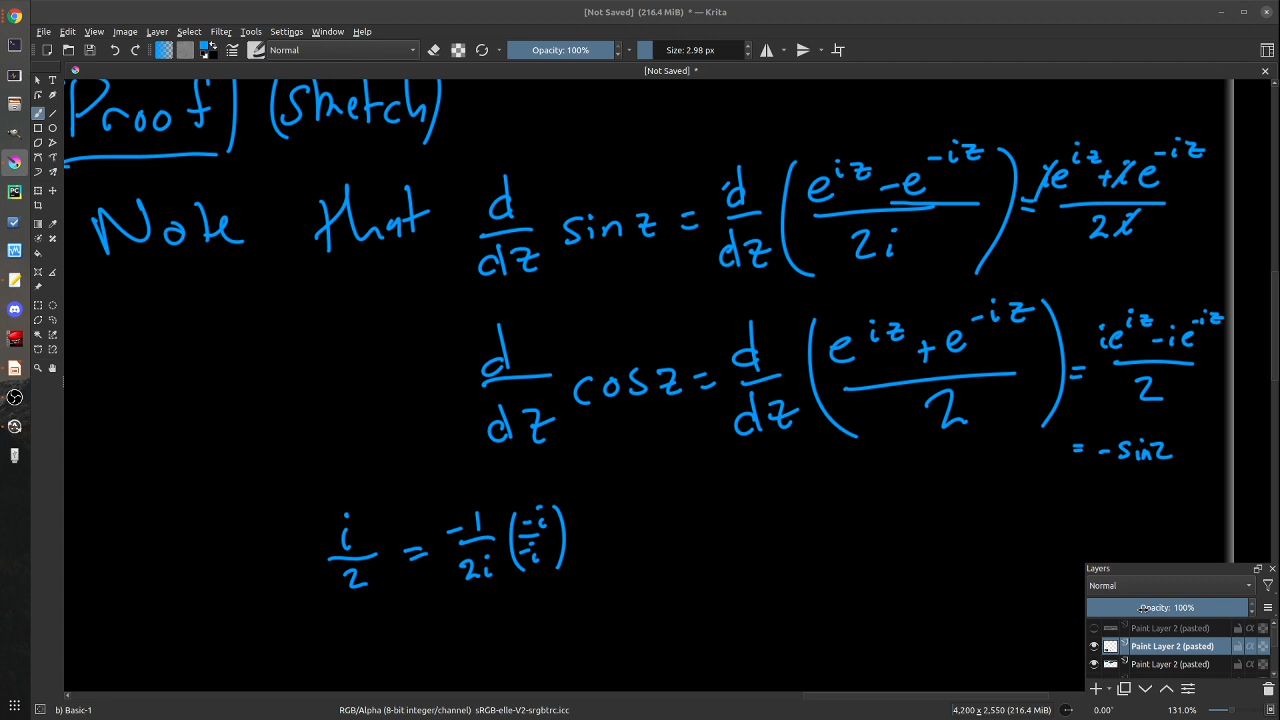 [Not Saved] (216.4 MiB) * — Krita
File Edit View Image Layer Select Filter Tools Settings Window Help
Normal Opacity: 100% Size: 2.98 px
[Not Saved] *
Proof) (Sketch)
Note that d/dz sin z = d/dz ( (e^{iz} - e^{-iz}) / 2i ) = (ie^{iz} + ie^{-iz}) / 2i
d/dz cos z = d/dz ( (e^{iz} + e^{-iz}) / 2 ) = (ie^{iz} - ie^{-iz}) / 2
= -sin z
i/2 = -1/2i (-i/-i)
Layers
Normal
Opacity: 100%
Paint Layer 2 (pasted)
Paint Layer 2 (pasted)
Paint Layer 2 (pasted)
b) Basic-1 RGB/Alpha (8-bit integer/channel) sRGB-elle-V2-srgbtrc.icc 4,200 x 2,550 (216.4 MiB) 0.00° 131.0%